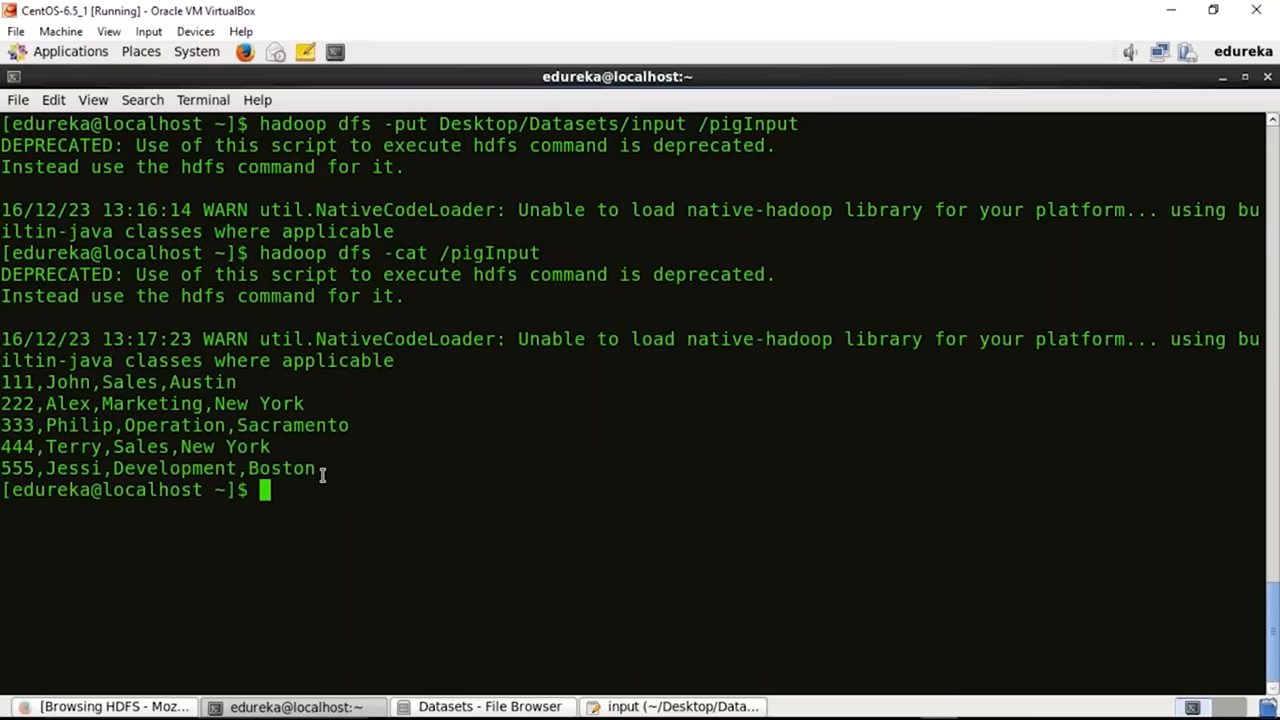 CentOS-6.5_1 [Running] - Oracle VM VirtualBox
File Machine View Input Devices Help
Applications Places System edureka
edureka@localhost:~
File Edit View Search Terminal Help
[edureka@localhost ~]$ hadoop dfs -put Desktop/Datasets/input /pigInput
DEPRECATED: Use of this script to execute hdfs command is deprecated.
Instead use the hdfs command for it.
16/12/23 13:16:14 WARN util.NativeCodeLoader: Unable to load native-hadoop library for your platform... using bu
iltin-java classes where applicable
[edureka@localhost ~]$ hadoop dfs -cat /pigInput
DEPRECATED: Use of this script to execute hdfs command is deprecated.
Instead use the hdfs command for it.
16/12/23 13:17:23 WARN util.NativeCodeLoader: Unable to load native-hadoop library for your platform... using bu
iltin-java classes where applicable
111,John,Sales,Austin
222,Alex,Marketing,New York
333,Philip,Operation,Sacramento
444,Terry,Sales,New York
555,Jessi,Development,Boston
[edureka@localhost ~]$
[Browsing HDFS - Moz... edureka@localhost:~ Datasets - File Browser input (~/Desktop/Data...